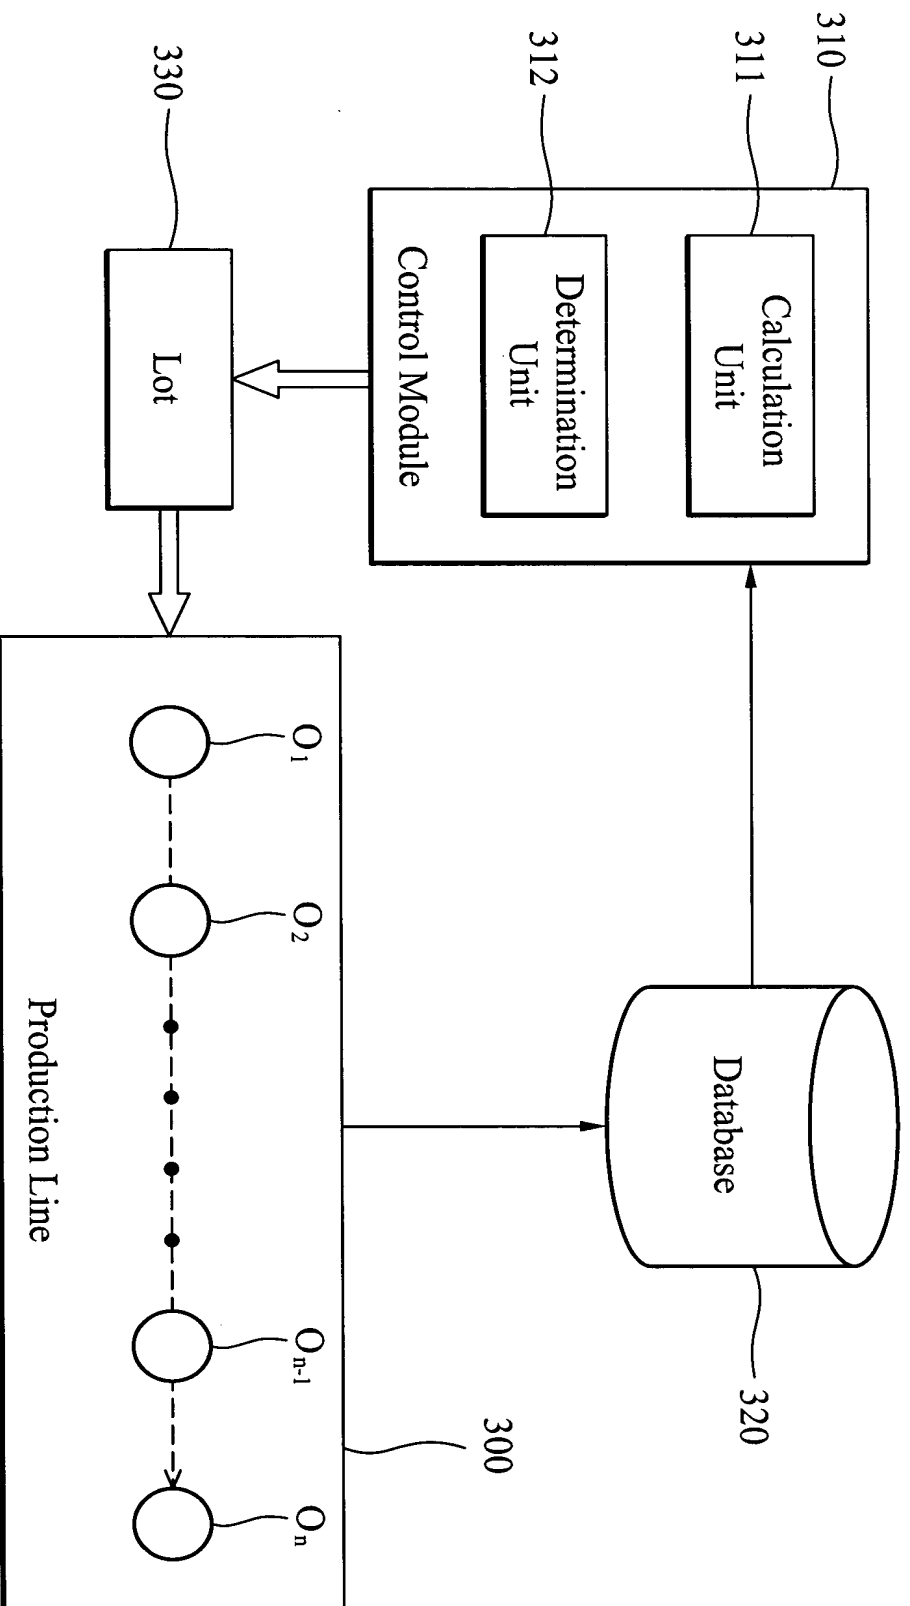 310
311
Calculation
Unit
312
Determination
Unit
Control Module
330
Lot
Database
320
300
O1
O2
On-1
On
Production Line